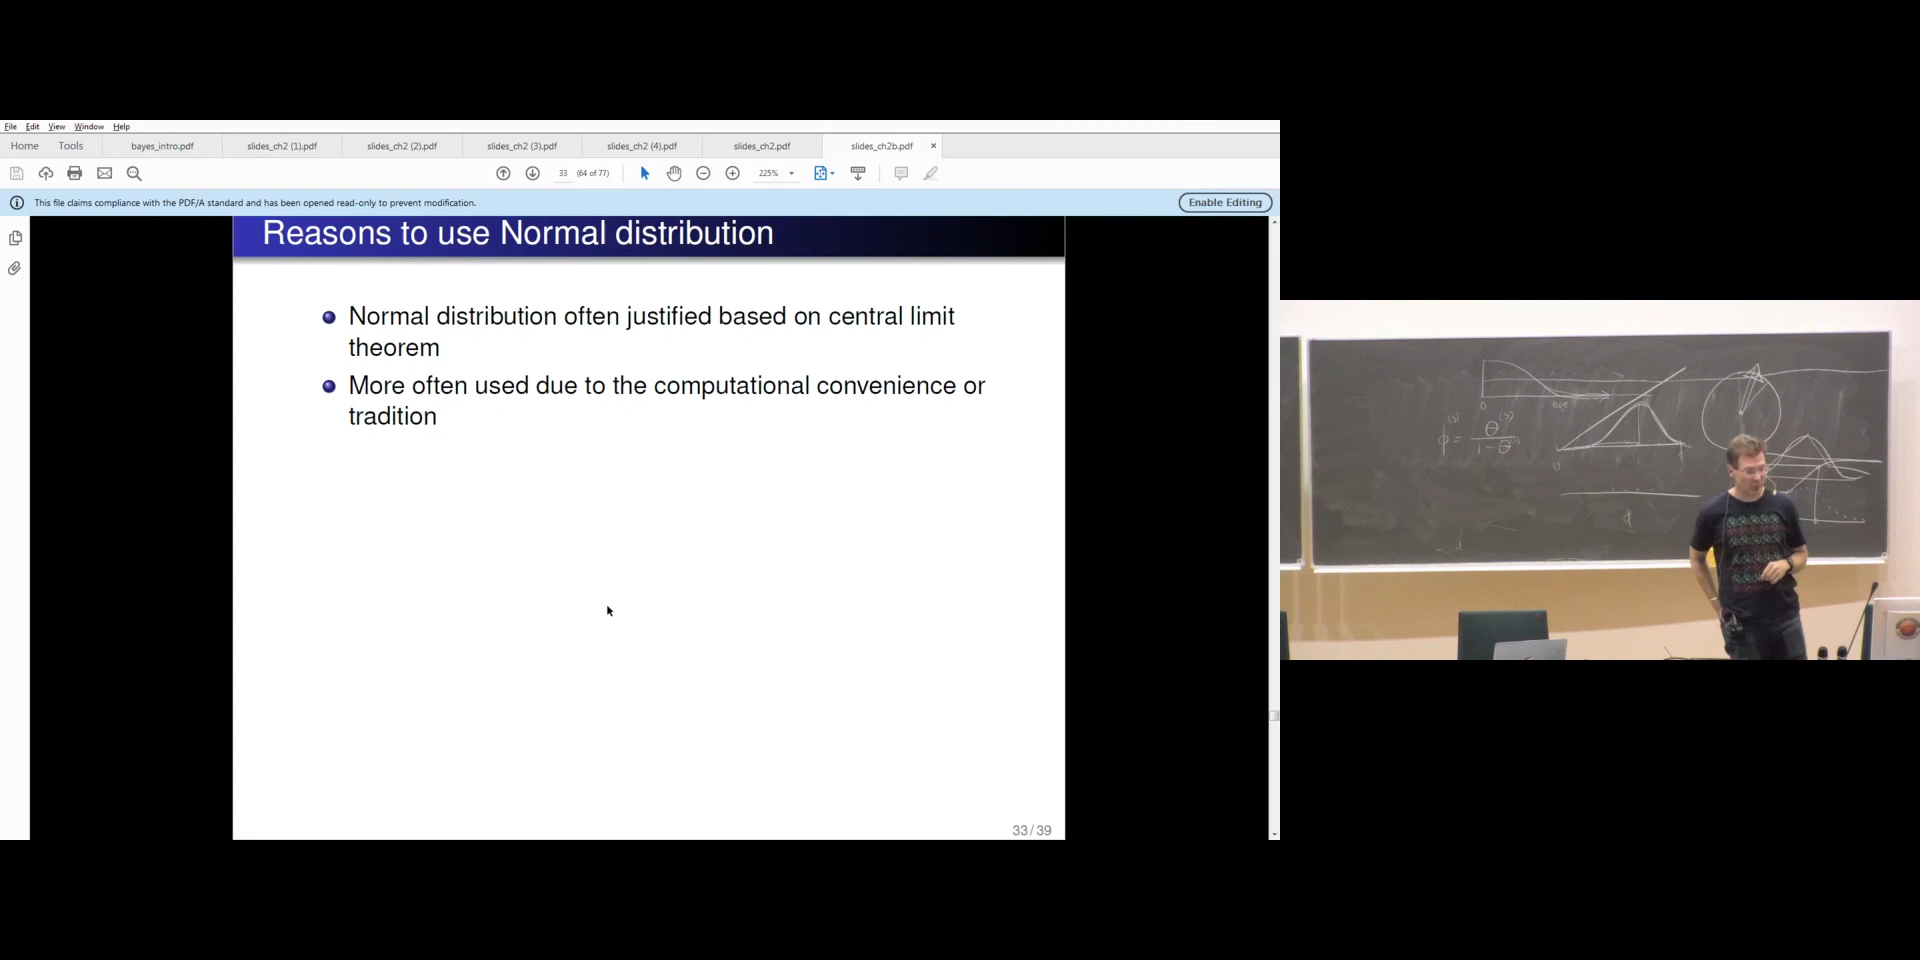 File Edit View Window Help
Home Tools bayes_intro.pdf slides_ch2 (1).pdf slides_ch2 (2).pdf slides_ch2 (3).pdf slides_ch2 (4).pdf slides_ch2.pdf slides_ch2b.pdf ×
33 (64 of 77) 225%
This file claims compliance with the PDF/A standard and has been opened read-only to prevent modification. Enable Editing
Reasons to use Normal distribution
Normal distribution often justified based on central limit
theorem
More often used due to the computational convenience or
tradition
33 / 39
0
ϕ⁽ˢ⁾ = θ⁽ˢ⁾ / 1 - θ⁽ˢ⁾